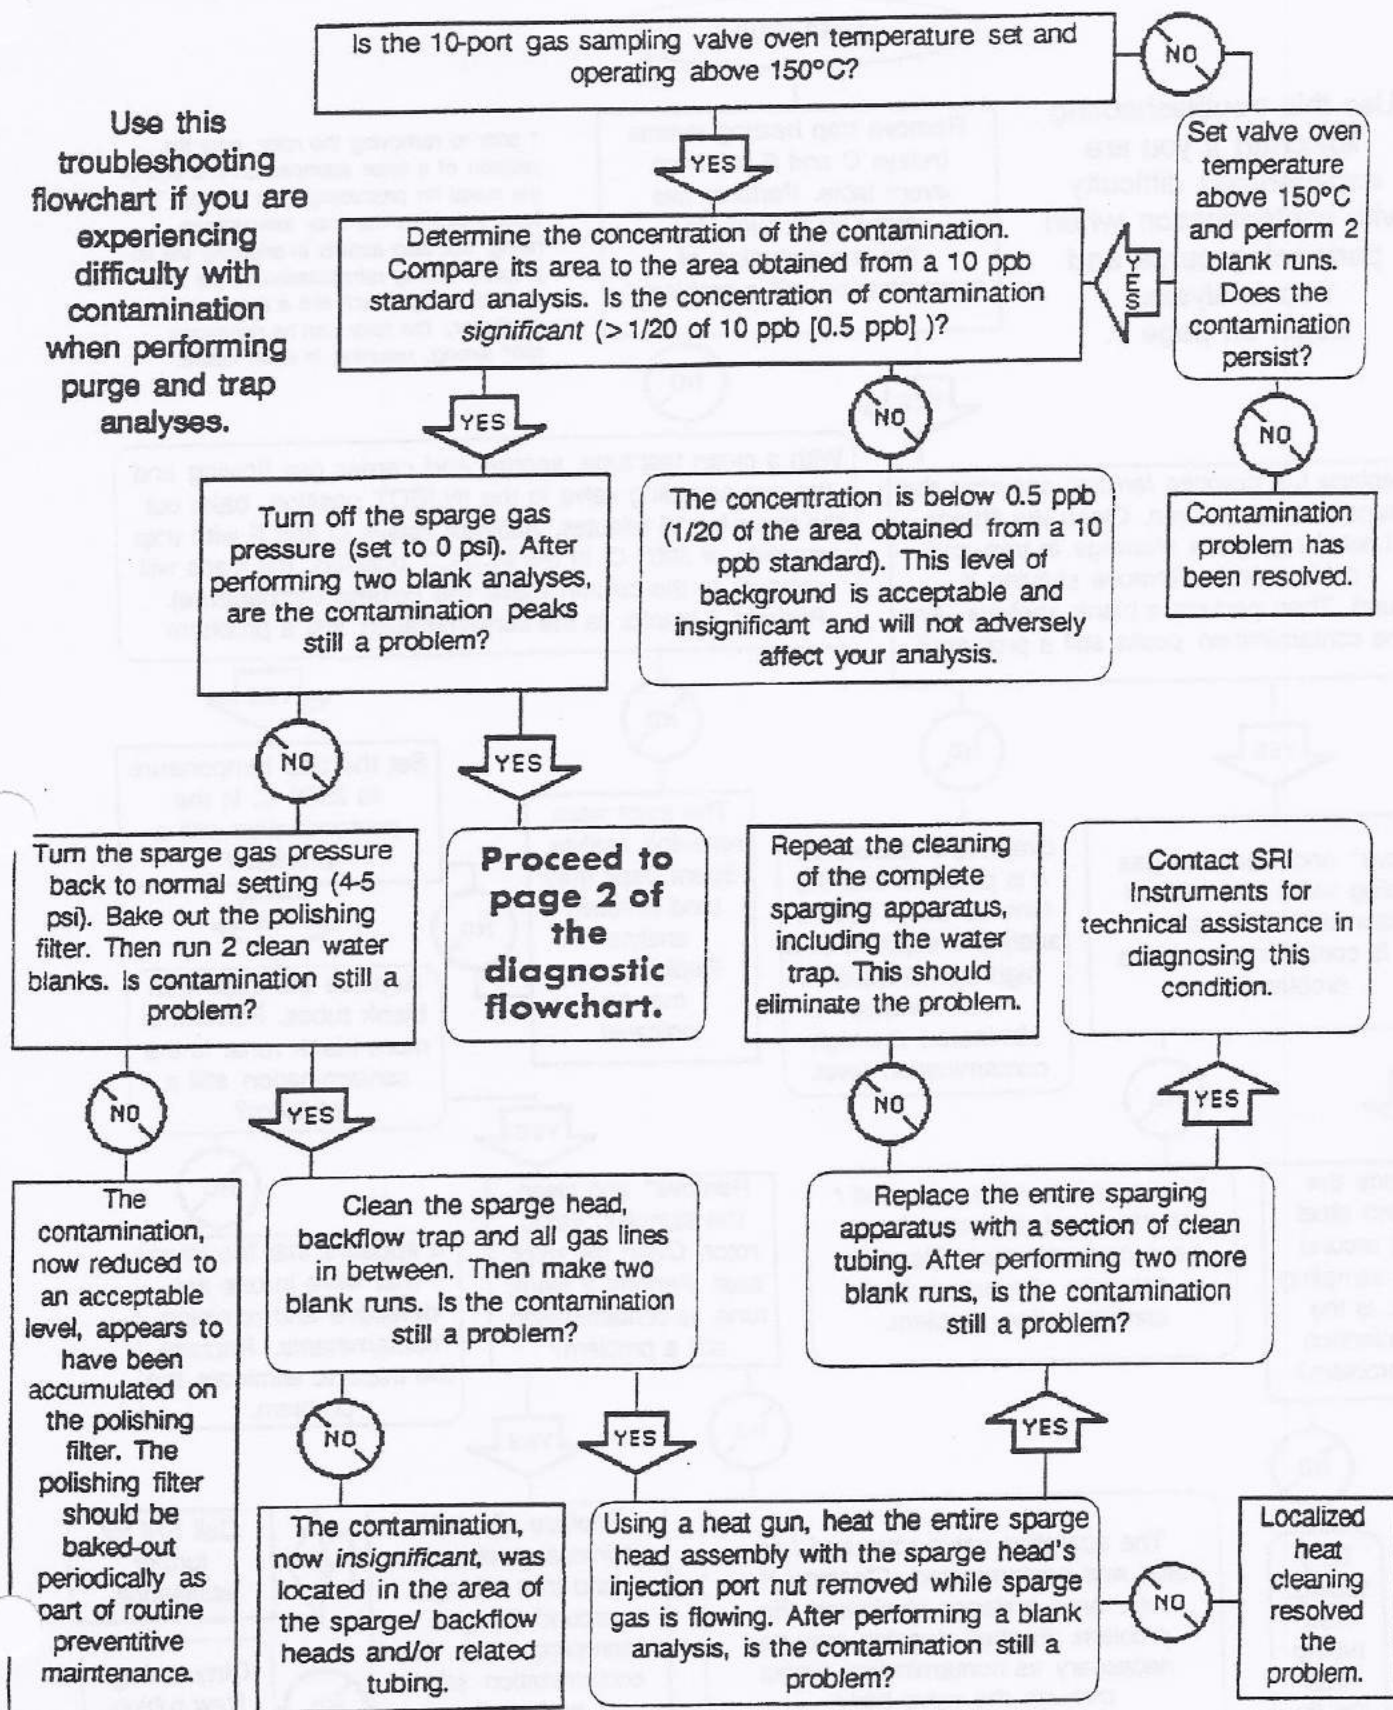 Is the 10-port gas sampling valve oven temperature set and
operating above 150°C?
NO
Use this
troubleshooting
flowchart if you are
experiencing
difficulty with
contamination
when performing
purge and trap
analyses.
YES
Set valve oven
temperature
above 150°C
and perform 2
blank runs.
Does the
contamination
persist?
YES
Determine the concentration of the contamination.
Compare its area to the area obtained from a 10 ppb
standard analysis. Is the concentration of contamination
significant (>1/20 of 10 ppb [0.5 ppb] )?
YES
NO
NO
Turn off the sparge gas
pressure (set to 0 psi). After
performing two blank analyses,
are the contamination peaks
still a problem?
The concentration is below 0.5 ppb
(1/20 of the area obtained from a 10
ppb standard). This level of
background is acceptable and
insignificant and will not adversely
affect your analysis.
Contamination
problem has
been resolved.
NO
YES
Turn the sparge gas pressure
back to normal setting (4-5
psi). Bake out the polishing
filter. Then run 2 clean water
blanks. Is contamination still a
problem?
Proceed to
page 2 of
the
diagnostic
flowchart.
Repeat the cleaning
of the complete
sparging apparatus,
including the water
trap. This should
eliminate the problem.
Contact SRI
Instruments for
technical assistance in
diagnosing this
condition.
NO
YES
NO
YES
The
contamination,
now reduced to
an acceptable
level, appears to
have been
accumulated on
the polishing
filter. The
polishing filter
should be
baked-out
periodically as
part of routine
preventitive
maintenance.
Clean the sparge head,
backflow trap and all gas lines
in between. Then make two
blank runs. Is the contamination
still a problem?
Replace the entire sparging
apparatus with a section of clean
tubing. After performing two more
blank runs, is the contamination
still a problem?
NO
YES
YES
The contamination,
now insignificant, was
located in the area of
the sparge/ backflow
heads and/or related
tubing.
Using a heat gun, heat the entire sparge
head assembly with the sparge head's
injection port nut removed while sparge
gas is flowing. After performing a blank
analysis, is the contamination still a
problem?
NO
Localized
heat
cleaning
resolved
the
problem.